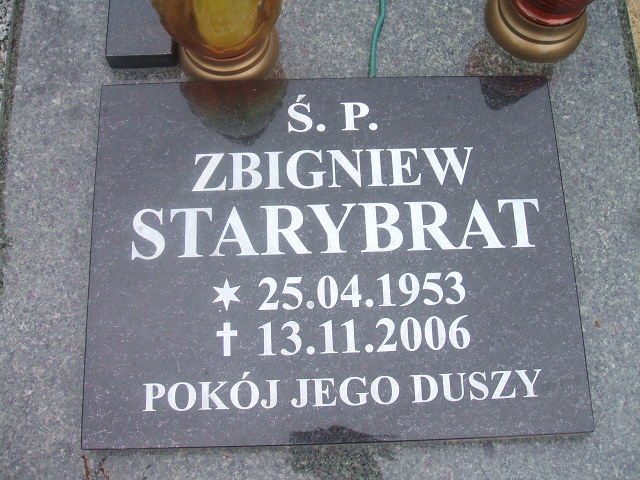 Ś. P.
ZBIGNIEW
STARYBRAT
✶ 25.04.1953
✝ 13.11.2006
POKÓJ JEGO DUSZY